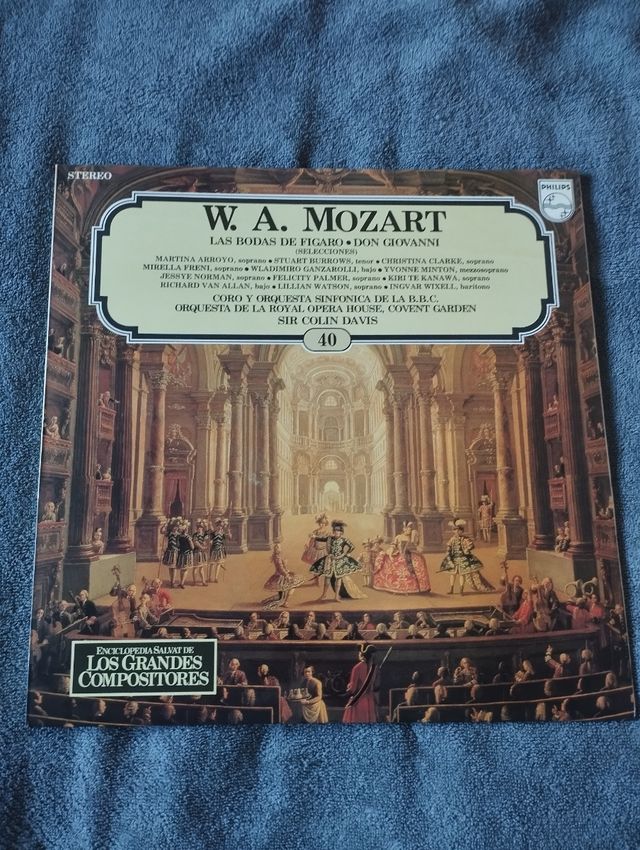 STEREO
PHILIPS
W. A. MOZART
LAS BODAS DE FIGARO • DON GIOVANNI
(SELECCIONES)
MARTINA ARROYO, soprano • STUART BURROWS, tenor • CHRISTINA CLARKE, soprano
MIRELLA FRENI, soprano • WLADIMIRO GANZAROLLI, bajo • YVONNE MINTON, mezzosoprano
JESSYE NORMAN, soprano • FELICITY PALMER, soprano • KIRI TE KANAWA, soprano
RICHARD VAN ALLAN, bajo • LILLIAN WATSON, soprano • INGVAR WIXELL, baritono
CORO Y ORQUESTA SINFONICA DE LA B.B.C.
ORQUESTA DE LA ROYAL OPERA HOUSE, COVENT GARDEN
SIR COLIN DAVIS
40
ENCICLOPEDIA SALVAT DE
LOS GRANDES
COMPOSITORES